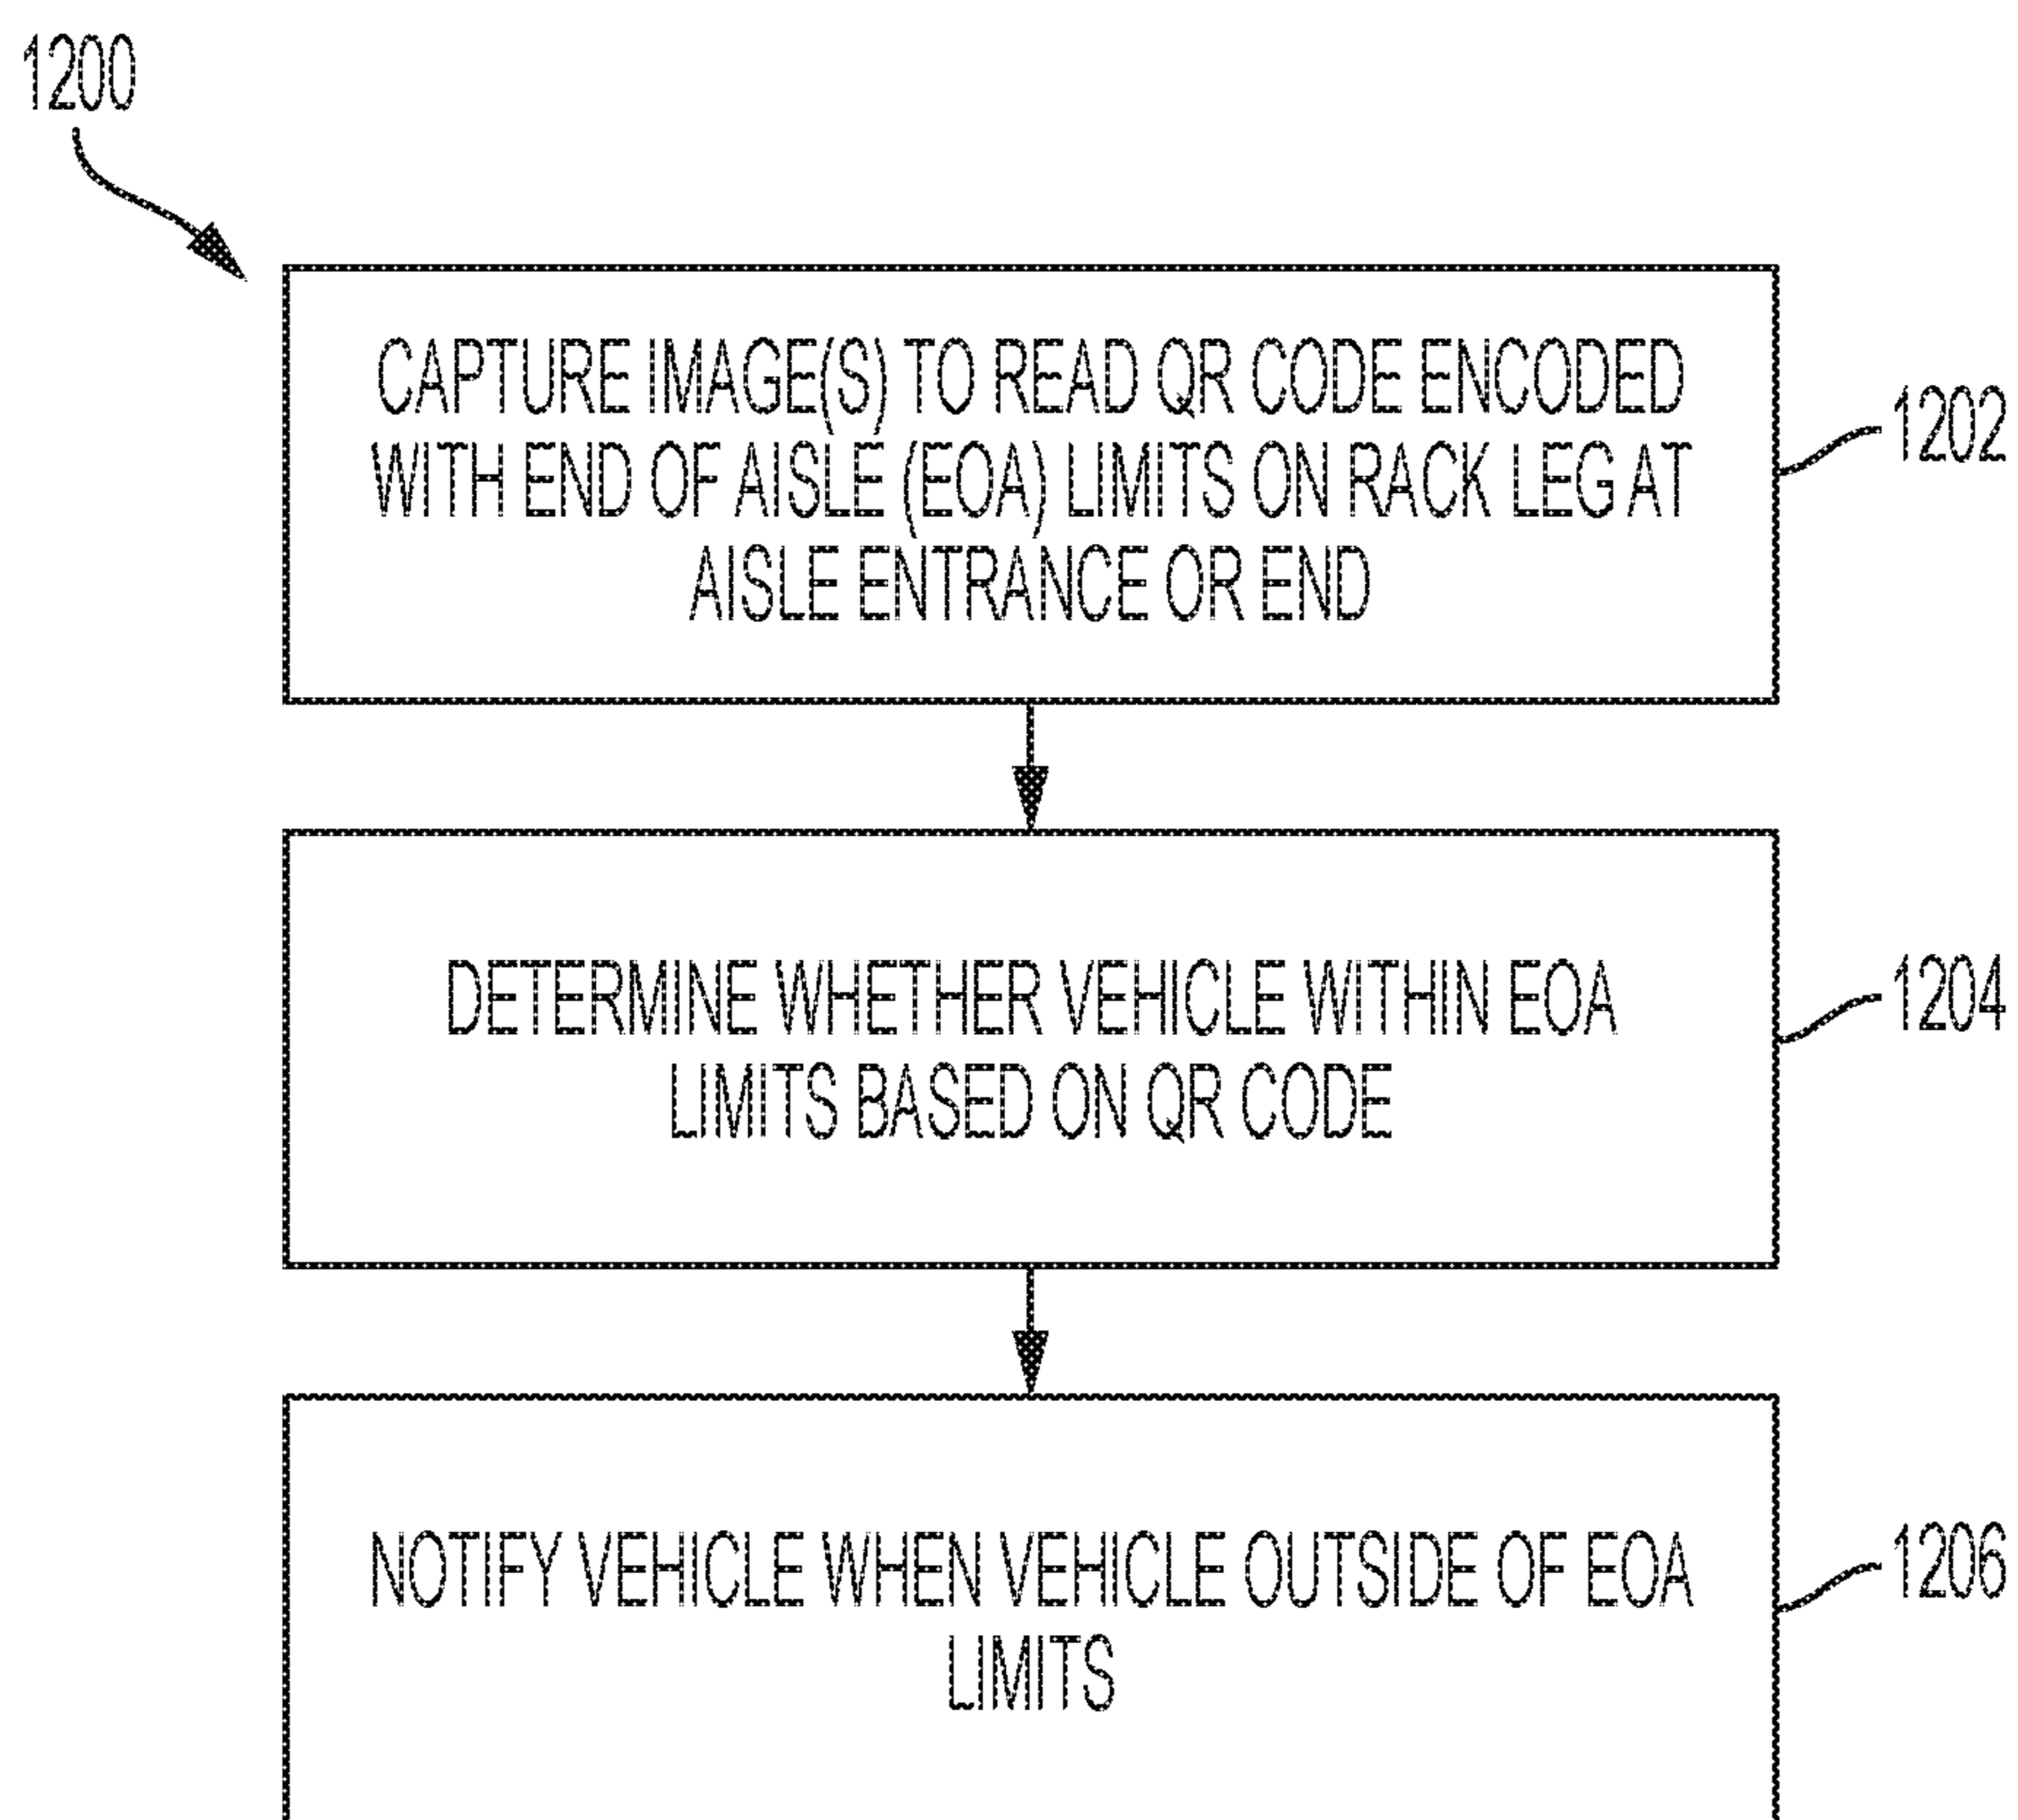 1200
CAPTURE IMAGE(S) TO READ QR CODE ENCODED
WITH END OF AISLE (EOA) LIMITS ON RACK LEG AT
AISLE ENTRANCE OR END
1202
DETERMINE WHETHER VEHICLE WITHIN EOA
LIMITS BASED ON QR CODE
1204
NOTIFY VEHICLE WHEN VEHICLE OUTSIDE OF EOA
LIMITS
1206